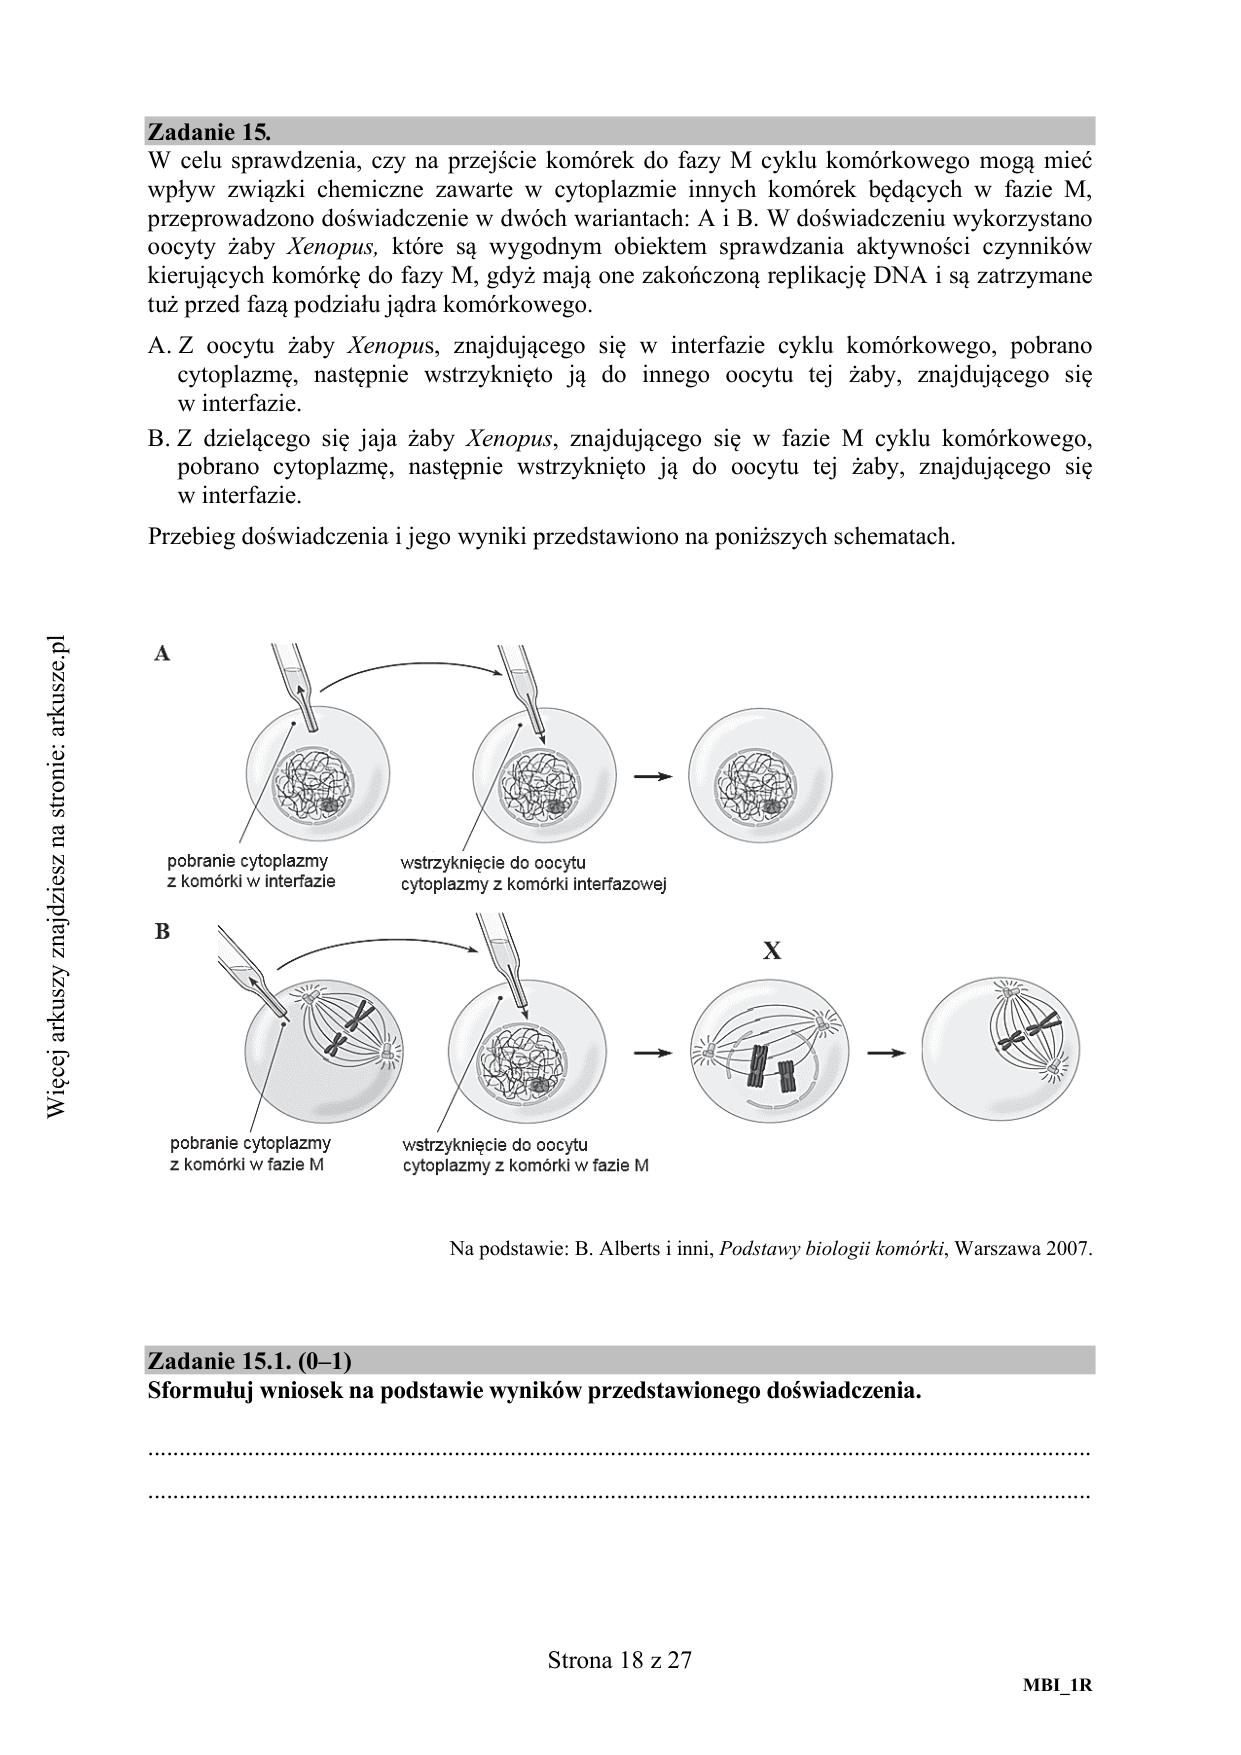 Zadanie 15.
W celu sprawdzenia, czy na przejście komórek do fazy M cyklu komórkowego mogą mieć
wpływ związki chemiczne zawarte w cytoplazmie innych komórek będących w fazie M,
przeprowadzono doświadczenie w dwóch wariantach: A i B. W doświadczeniu wykorzystano
oocyty żaby Xenopus, które są wygodnym obiektem sprawdzania aktywności czynników
kierujących komórkę do fazy M, gdyż mają one zakończoną replikację DNA i są zatrzymane
tuż przed fazą podziału jądra komórkowego.
A. Z oocytu żaby Xenopus, znajdującego się w interfazie cyklu komórkowego, pobrano
cytoplazmę, następnie wstrzyknięto ją do innego oocytu tej żaby, znajdującego się
w interfazie.
B. Z dzielącego się jaja żaby Xenopus, znajdującego się w fazie M cyklu komórkowego,
pobrano cytoplazmę, następnie wstrzyknięto ją do oocytu tej żaby, znajdującego się
w interfazie.
Przebieg doświadczenia i jego wyniki przedstawiono na poniższych schematach.
Więcej arkuszy znajdziesz na stronie: arkusze.pl
A
pobranie cytoplazmy
z komórki w interfazie
wstrzyknięcie do oocytu
cytoplazmy z komórki interfazowej
B
X
pobranie cytoplazmy
z komórki w fazie M
wstrzyknięcie do oocytu
cytoplazmy z komórki w fazie M
Na podstawie: B. Alberts i inni, Podstawy biologii komórki, Warszawa 2007.
Zadanie 15.1. (0–1)
Sformułuj wniosek na podstawie wyników przedstawionego doświadczenia.
Strona 18 z 27
MBI_1R